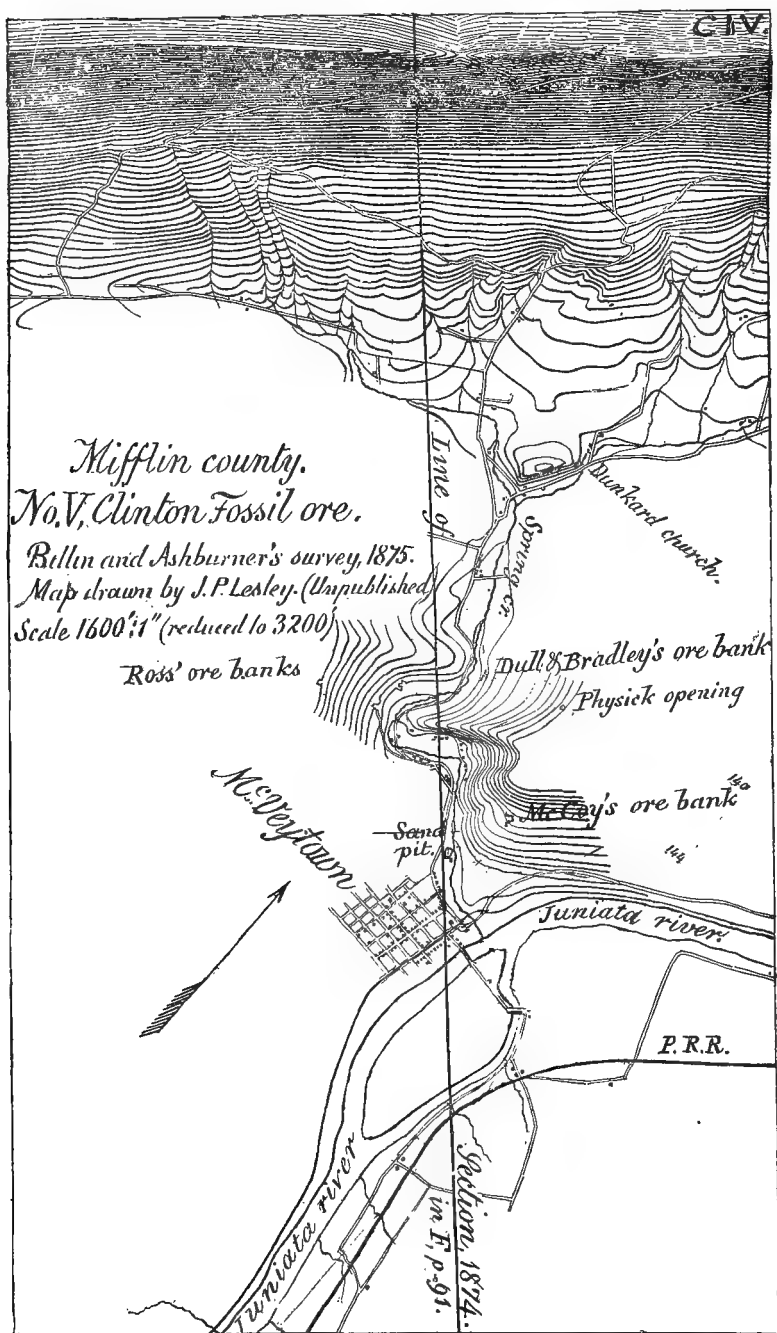 CIV.
Mifflin county.
No. V, Clinton Fossil ore.
Billin and Ashburner's survey, 1875.
Map drawn by J. P. Lesley. (Unpublished)
Scale 1600':1" (reduced to 3200)
Line of
Spring Cr.
Dunkard church.
Ross' ore banks
Dull & Bradley's ore bank
Physick opening
McVeytown
Sand
pit.
McCoy's ore bank
140
144
Juniata river.
P.R.R.
Juniata river
Section, 1874.
in F, p. 91.